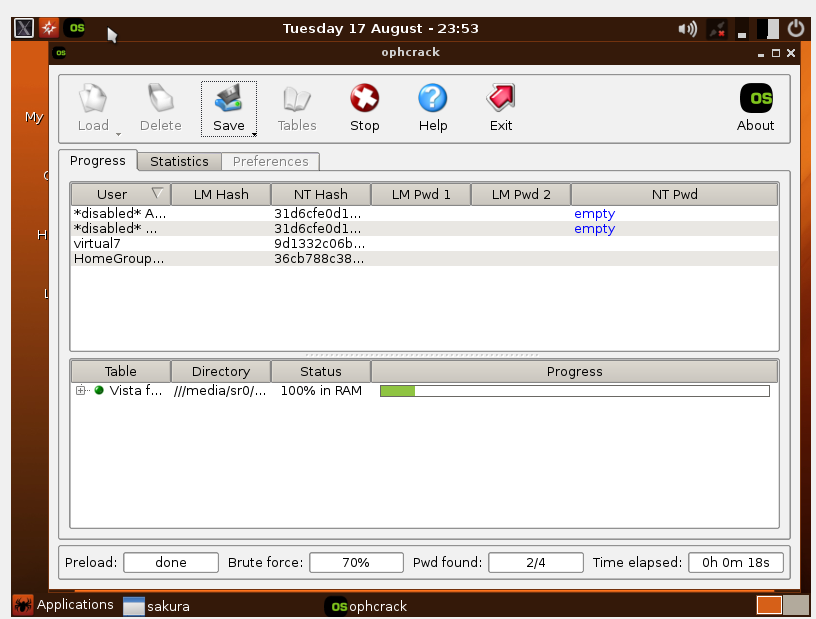 os
Tuesday 17 August - 23:53
os
ophcrack
Load
Delete
Save
Tables
Stop
Help
Exit
os
About
My
Progress
Statistics
Preferences
User
LM Hash
NT Hash
LM Pwd 1
LM Pwd 2
NT Pwd
*disabled* A... 31d6cfe0d1... empty
*disabled* ... 31d6cfe0d1... empty
virtual7 9d1332c06b...
HomeGroup... 36cb788c38...
H
Table
Directory
Status
Progress
Vista f... ///media/sr0/... 100% in RAM
Preload: done Brute force: 70% Pwd found: 2/4 Time elapsed: 0h 0m 18s
Applications
sakura
os ophcrack